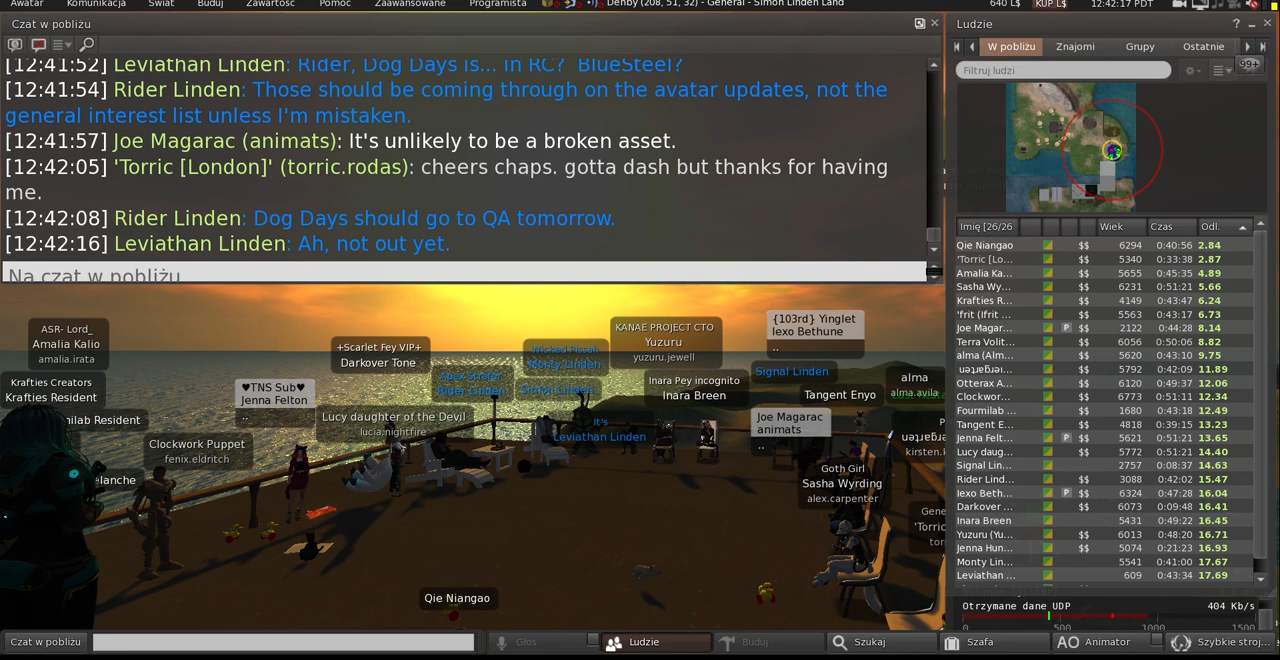 Awatar Komunikacja Świat Buduj Zawartość Pomoc Zaawansowane Programista Denby (208, 51, 32) - General - Simon Linden Land 640 L$ KUP L$ 12:42:17 PDT
Czat w pobliżu
[12:41:52] Leviathan Linden: Rider, Dog Days is... in RC? BlueSteel?
[12:41:54] Rider Linden: Those should be coming through on the avatar updates, not the
general interest list unless I'm mistaken.
[12:41:57] Joe Magarac (animats): It's unlikely to be a broken asset.
[12:42:05] 'Torric [London]' (torric.rodas): cheers chaps. gotta dash but thanks for having
me.
[12:42:08] Rider Linden: Dog Days should go to QA tomorrow.
[12:42:16] Leviathan Linden: Ah, not out yet.
Na czat w pobliżu
Ludzie
W pobliżu Znajomi Grupy Ostatnie
Filtruj ludzi
99+
Imię [26/26 Wiek Czas Odl.
Qie Niangao $$ 6294 0:40:56 2.84
'Torric [Lo... $$ 5340 0:33:38 2.87
Amalia Ka... $$ 5655 0:45:35 4.89
Sasha Wy... $$ 6231 0:51:21 5.66
Krafties R... $$ 4149 0:43:47 6.24
'frit (Ifrit ... $$ 5563 0:43:17 6.73
Joe Magar... P $$ 2122 0:44:28 8.14
Terra Volit... $$ 6056 0:50:06 8.82
alma (Alm... $$ 5620 0:43:10 9.75
$$ 5792 0:42:09 11.89
Otterax A... $$ 6120 0:49:37 12.06
Clockwor... $$ 6773 0:51:11 12.34
Fourmilab... $$ 1680 0:43:18 12.49
Tangent E... $$ 4818 0:39:15 13.23
Jenna Felt... P $$ 5621 0:51:21 13.65
Lucy daug... $$ 5772 0:51:21 14.40
Signal Lin... 2757 0:08:37 14.63
Rider Lind... $$ 3088 0:42:02 15.47
Iexo Beth... P $$ 6324 0:47:28 16.04
Darkover ... $$ 6073 0:09:48 16.41
Inara Breen 5431 0:49:22 16.45
Yuzuru (Yu... $$ 6013 0:48:20 16.71
Jenna Hun... $$ 5074 0:21:23 16.93
Monty Lin... 5541 0:41:00 17.67
Leviathan ... 609 0:43:34 17.69
Otrzymane dane UDP 404 Kb/s
500 1000 1500
ASR- Lord_
Amalia Kalio
amalia.irata
Krafties Creators
Krafties Resident
milab Resident
Clockwork Puppet
fenix.eldritch
lanche
♥TNS Sub♥
Jenna Felton
..
+Scarlet Fey VIP+
Darkover Tone
Lucy daughter of the Devil
lucia.nightfire
Apex Strafer
Rider Linden
Wicked Pissah
Monty Linden
Simon Linden
It's
Leviathan Linden
KANAE PROJECT CTO
Yuzuru
yuzuru.jewell
Inara Pey incognito
Inara Breen
{103rd} Yinglet
Iexo Bethune
..
Signal Linden
Tangent Enyo
Joe Magarac
animats
..
alma
alma.avila
kirsten.k
Goth Girl
Sasha Wyrding
alex.carpenter
Gene
'Torric
tor
Qie Niangao
Czat w pobliżu Głos Ludzie Buduj Szukaj Szafa AO Animator Szybkie stroj...